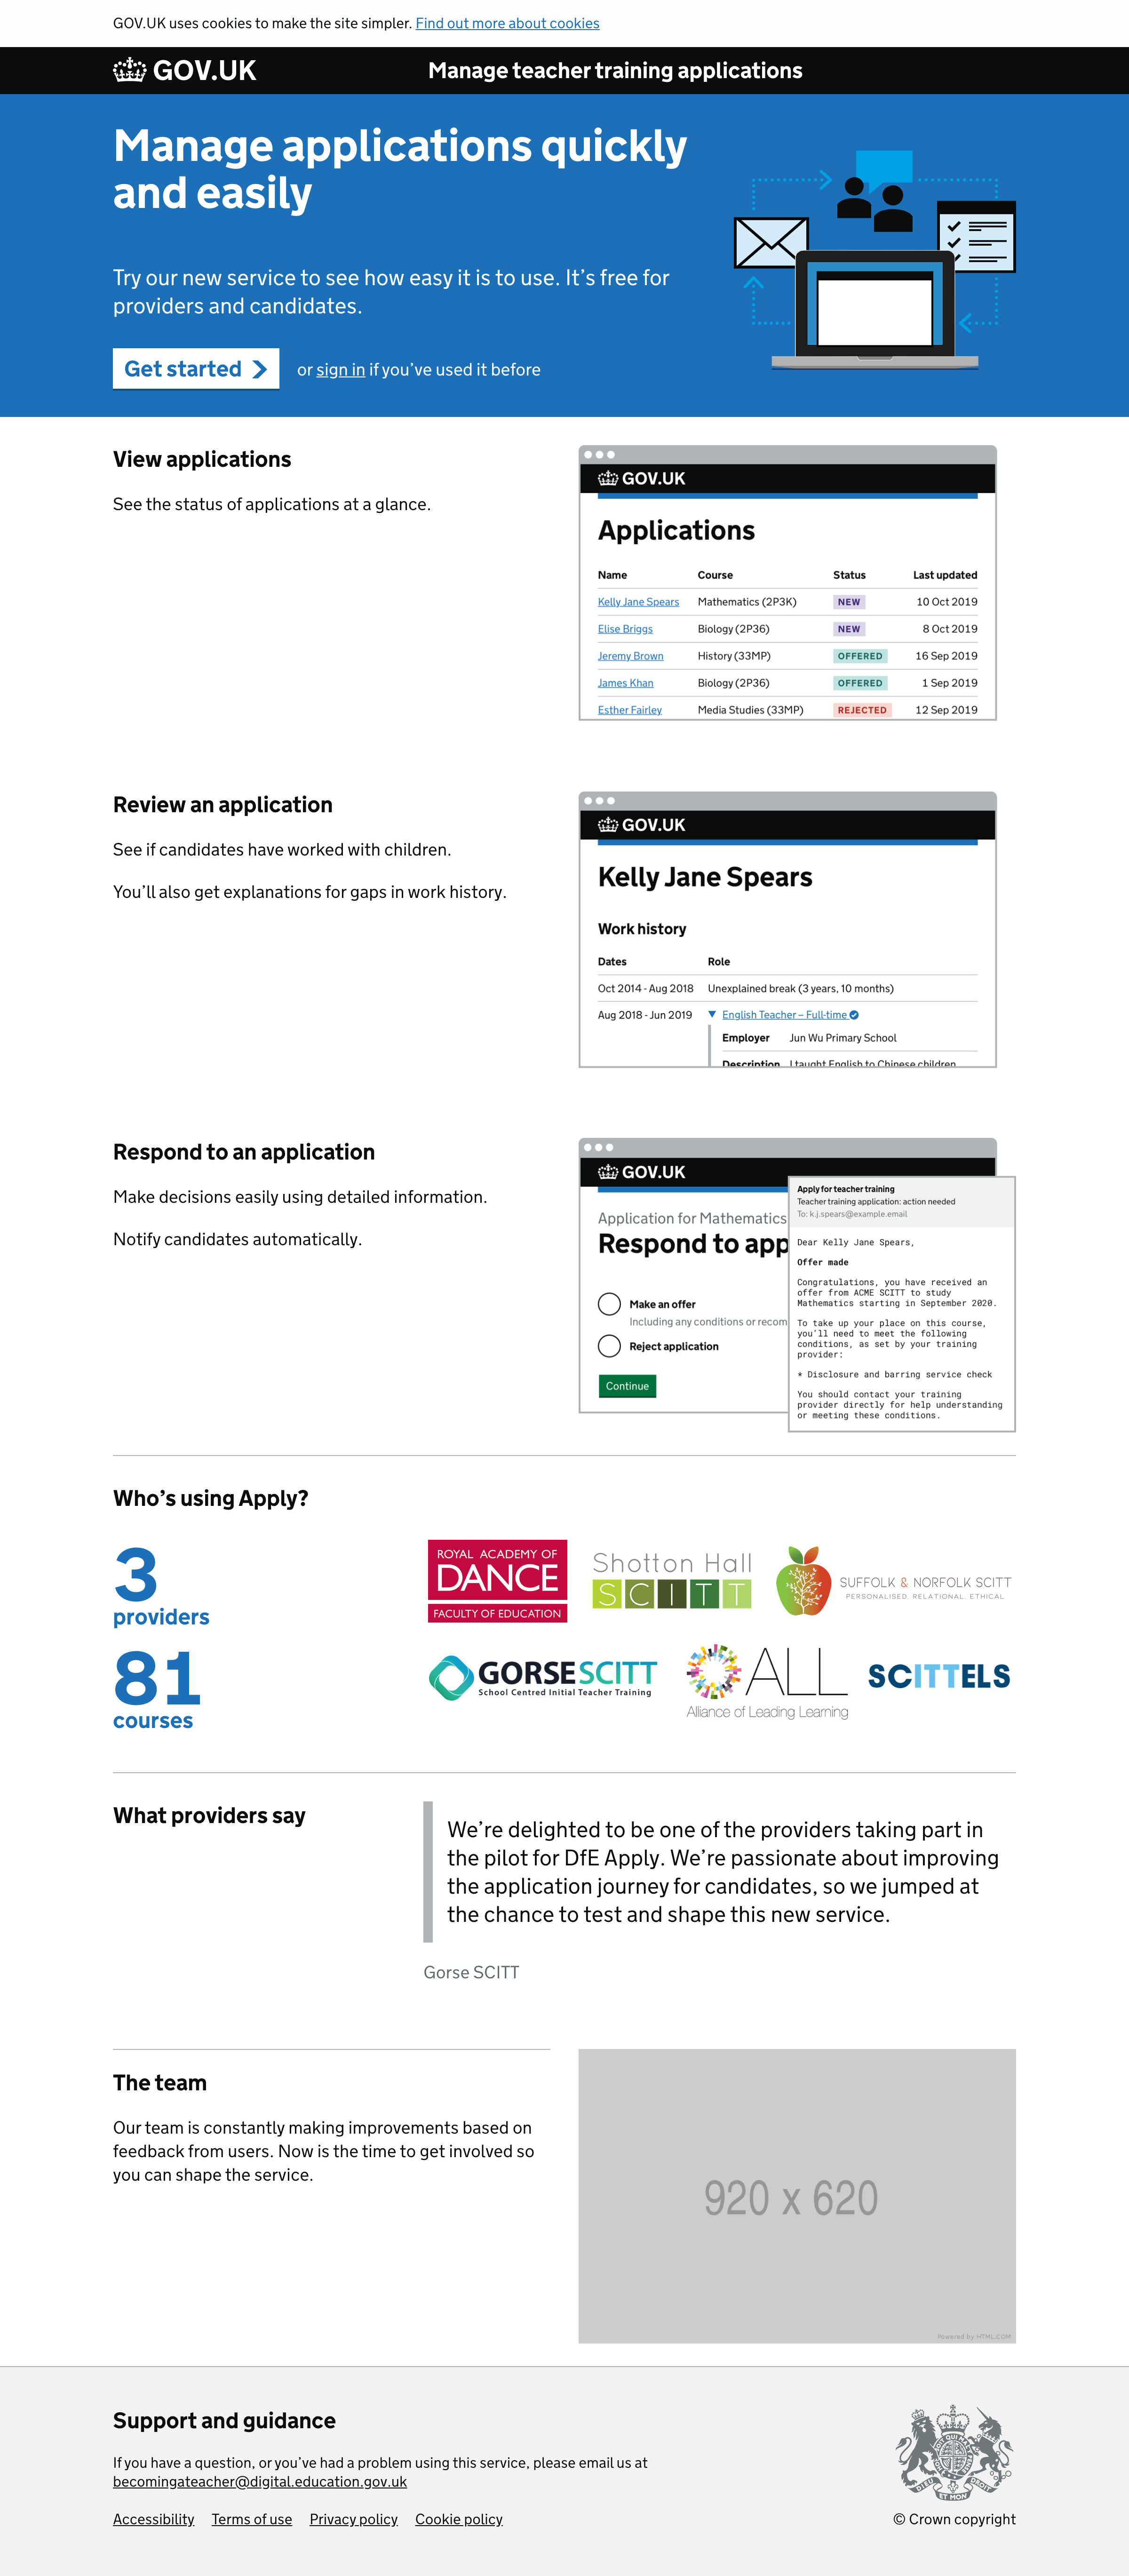 GOV.UK uses cookies to make the site simpler. Find out more about cookies
GOV.UK
Manage teacher training applications
Manage applications quickly
and easily
Try our new service to see how easy it is to use. It’s free for
providers and candidates.
Get started
or sign in if you’ve used it before
View applications
See the status of applications at a glance.
GOV.UK
Applications
Name Course Status Last updated
Kelly Jane Spears Mathematics (2P3K) NEW 10 Oct 2019
Elise Briggs Biology (2P36) NEW 8 Oct 2019
Jeremy Brown History (33MP) OFFERED 16 Sep 2019
James Khan Biology (2P36) OFFERED 1 Sep 2019
Esther Fairley Media Studies (33MP) REJECTED 12 Sep 2019
Review an application
See if candidates have worked with children.
You’ll also get explanations for gaps in work history.
GOV.UK
Kelly Jane Spears
Work history
Dates Role
Oct 2014 - Aug 2018 Unexplained break (3 years, 10 months)
Aug 2018 - Jun 2019 English Teacher – Full-time
Employer Jun Wu Primary School
Description I taught English to Chinese children
Respond to an application
Make decisions easily using detailed information.
Notify candidates automatically.
GOV.UK
Application for Mathematics
Respond to app
Make an offer
Including any conditions or recom
Reject application
Continue
Apply for teacher training
Teacher training application: action needed
To: k.j.spears@example.email
Dear Kelly Jane Spears,
Offer made
Congratulations, you have received an
offer from ACME SCITT to study
Mathematics starting in September 2020.
To take up your place on this course,
you’ll need to meet the following
conditions, as set by your training
provider:
* Disclosure and barring service check
You should contact your training
provider directly for help understanding
or meeting these conditions.
Who’s using Apply?
3
providers
81
courses
ROYAL ACADEMY OF
DANCE
FACULTY OF EDUCATION
Shotton Hall
SCITT
SUFFOLK & NORFOLK SCITT
PERSONALISED. RELATIONAL. ETHICAL
GORSE SCITT
School Centred Initial Teacher Training
ALL
Alliance of Leading Learning
SCITTELS
What providers say
We’re delighted to be one of the providers taking part in
the pilot for DfE Apply. We’re passionate about improving
the application journey for candidates, so we jumped at
the chance to test and shape this new service.
Gorse SCITT
The team
Our team is constantly making improvements based on
feedback from users. Now is the time to get involved so
you can shape the service.
920 x 620
Powered by HTML.COM
Support and guidance
If you have a question, or you’ve had a problem using this service, please email us at
becomingateacher@digital.education.gov.uk
Accessibility Terms of use Privacy policy Cookie policy
DIEU ET MON DROIT
© Crown copyright